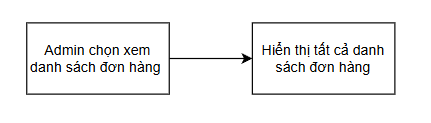 Admin chọn xem
danh sách đơn hàng
Hiển thị tất cả danh
sách đơn hàng